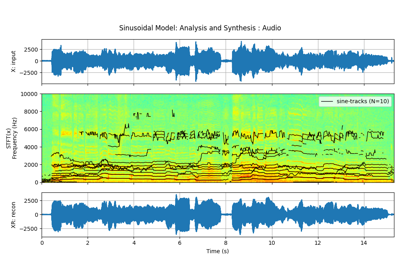 Sinusoidal Model: Analysis and Synthesis : Audio
2500
0
−2500
X: input
10000
8000
6000
4000
2000
0
STFT(x)
Frequency (Hz)
sine-tracks (N=10)
2500
0
−2500
XR: recon
0 2 4 6 8 10 12 14
Time (s)